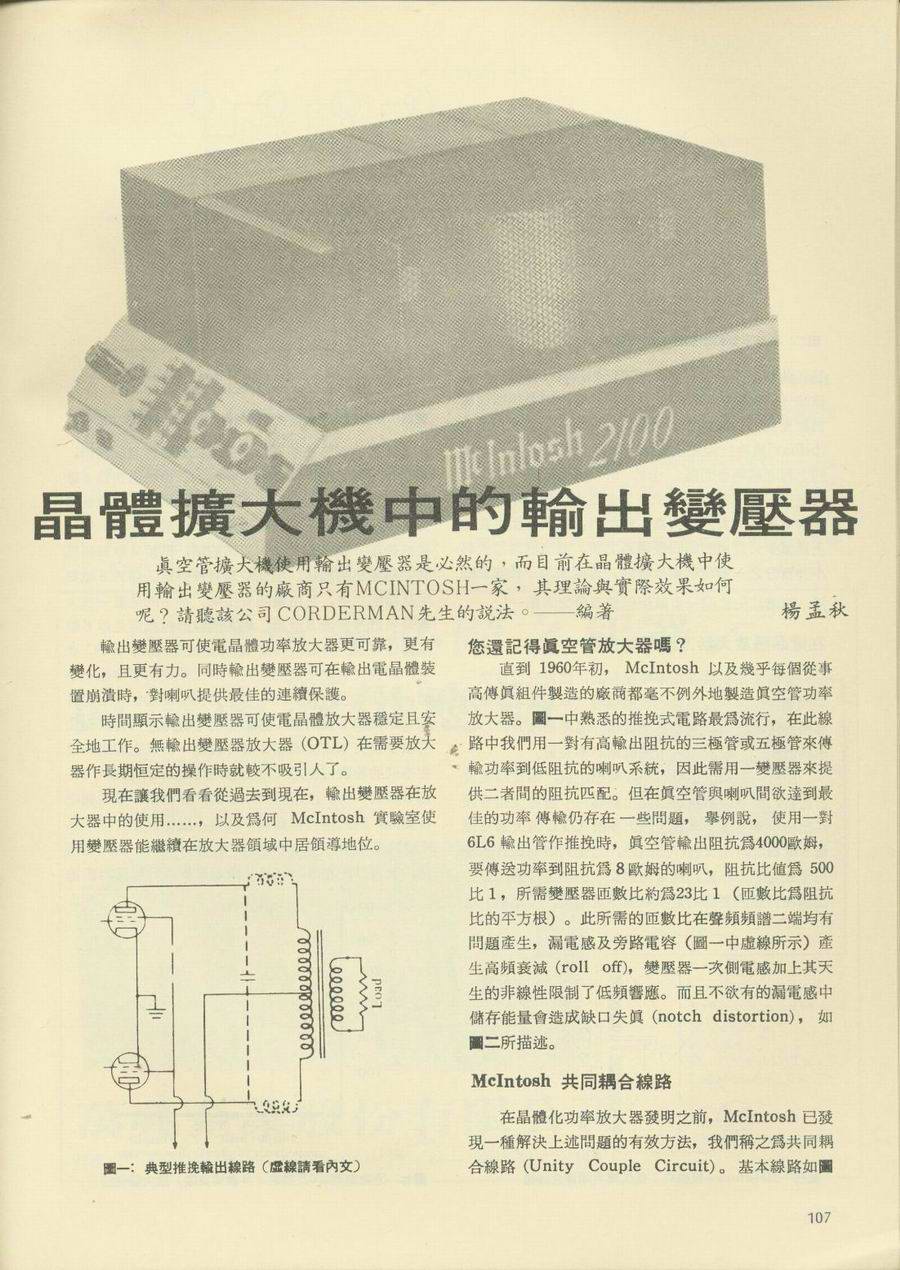 McIntosh 2100
晶體擴大機中的輸出變壓器
眞空管擴大機使用輸出變壓器是必然的，而目前在晶體擴大機中使
用輸出變壓器的廠商只有MCINTOSH一家，其理論與實際效果如何
呢？請聽該公司CORDERMAN先生的説法。——編著
楊孟秋
輸出變壓器可使電晶體功率放大器更可靠，更有
變化，且更有力。同時輸出變壓器可在輸出電晶體裝
置崩潰時，對喇叭提供最佳的連續保護。
時間顯示輸出變壓器可使電晶體放大器穩定且安
全地工作。無輸出變壓器放大器 (OTL) 在需要放大
器作長期恒定的操作時就較不吸引人了。
現在讓我們看看從過去到現在，輸出變壓器在放
大器中的使用……，以及爲何 McIntosh 實驗室使
用變壓器能繼續在放大器領域中居領導地位。
Load
圖一：典型推挽輸出線路（虛線請看內文）
您還記得眞空管放大器嗎？
直到 1960年初， McIntosh 以及幾乎每個從事
高傳眞組件製造的廠商都毫不例外地製造眞空管功率
放大器。圖一中熟悉的推挽式電路最爲流行，在此線
路中我們用一對有高輸出阻抗的三極管或五極管來傳
輸功率到低阻抗的喇叭系統，因此需用一變壓器來提
供二者間的阻抗匹配。但在眞空管與喇叭間欲達到最
佳的功率傳輸仍存在一些問題， 舉例說， 使用一對
6L6 輸出管作推挽時， 眞空管輸出阻抗爲4000歐姆，
要傳送功率到阻抗爲 8 歐姆的喇叭，阻抗比值爲 500
比 1 ，所需變壓器匝數比約爲23比 1 （匝數比爲阻抗
比的平方根）。此所需的匝數比在聲頻頻譜二端均有
問題產生，漏電感及旁路電容（圖一中虛線所示）產
生高頻衰減 (roll off)， 變壓器一次側電感加上其天
生的非線性限制了低頻響應。而且不欲有的漏電感中
儲存能量會造成缺口失眞 (notch distortion)， 如
圖二所描述。
McIntosh 共同耦合線路
在晶體化功率放大器發明之前，McIntosh 已發
現一種解決上述問題的有效方法，我們稱之爲共同耦
合線路 (Unity Couple Circuit)。 基本線路如圖
107